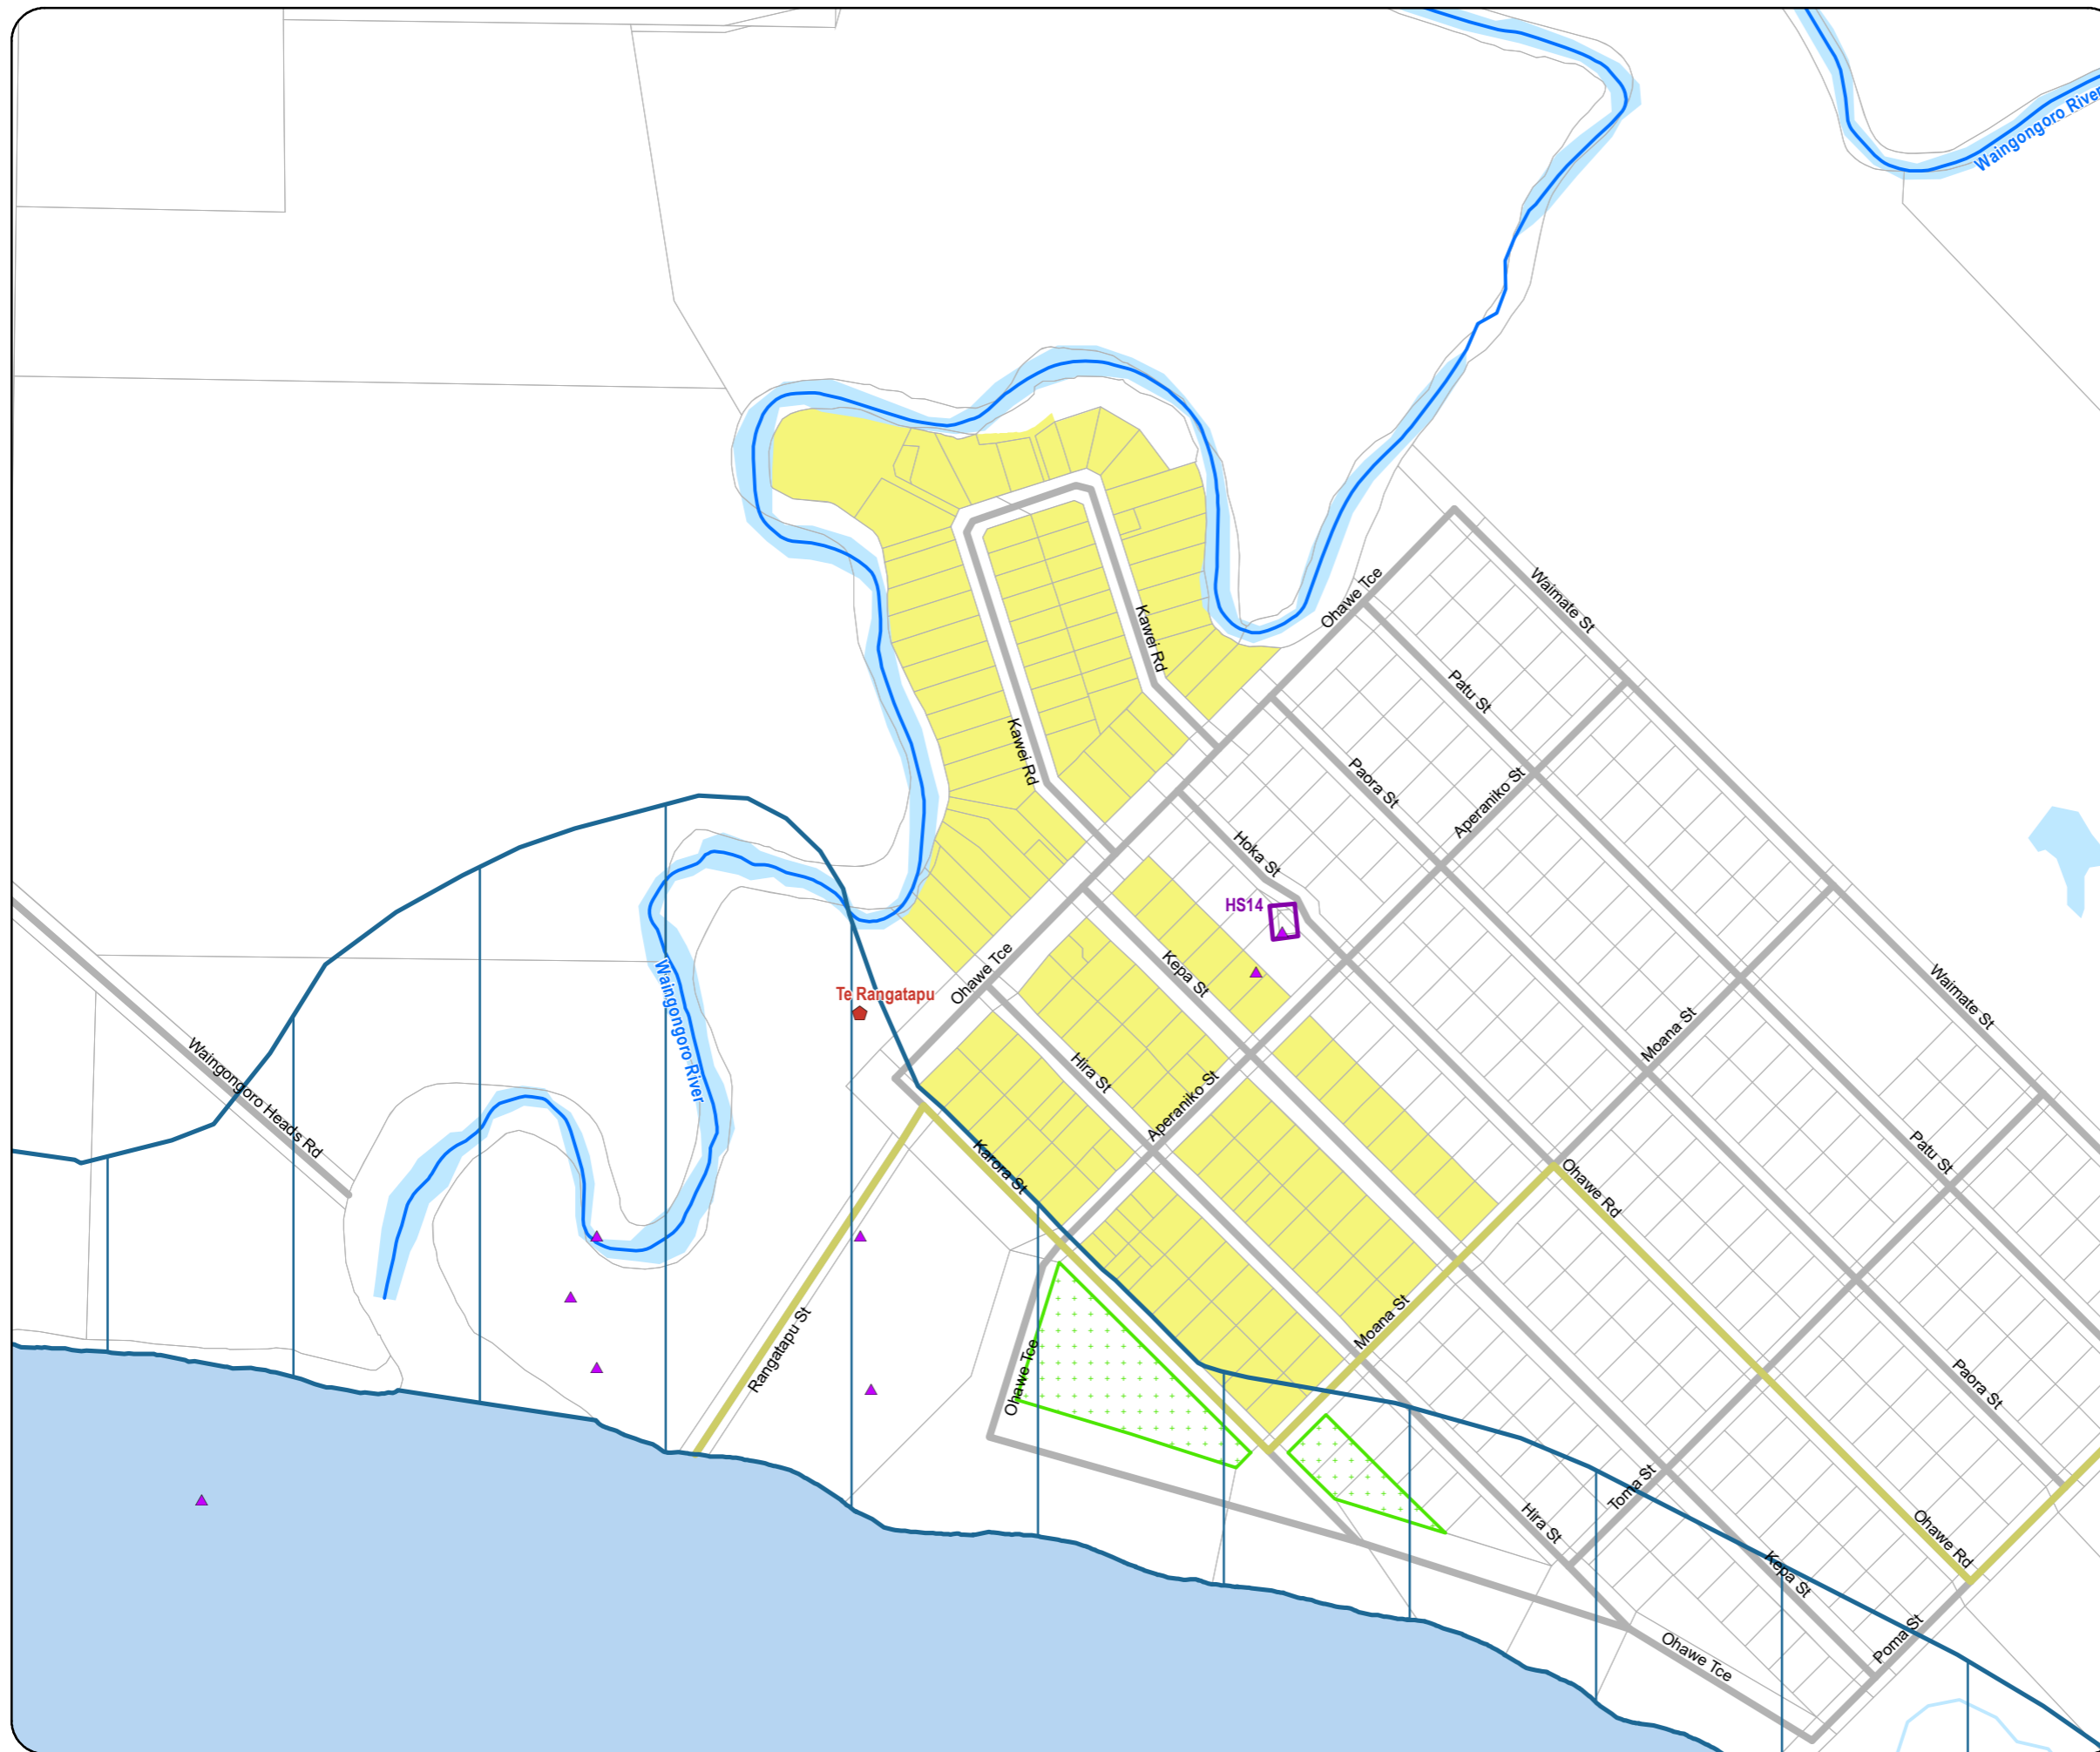 Waingongoro River
Ohawe Tce
Waimate St
Kawei Rd
Patu St
Kawei Rd
Paora St
Aperaniko St
Hoka St
HS14
Kepa St
Ohawe Tce
Te Rangatapu
Waingongoro River
Waimate St
Moana St
Hira St
Aperaniko St
Waingongoro Heads Rd
Karora St
Ohawe Rd
Patu St
Rangatapu St
Moana St
Ohawe Tce
Paora St
Toma St
Hira St
Ohawe Rd
Kepa St
Poma St
Ohawe Tce